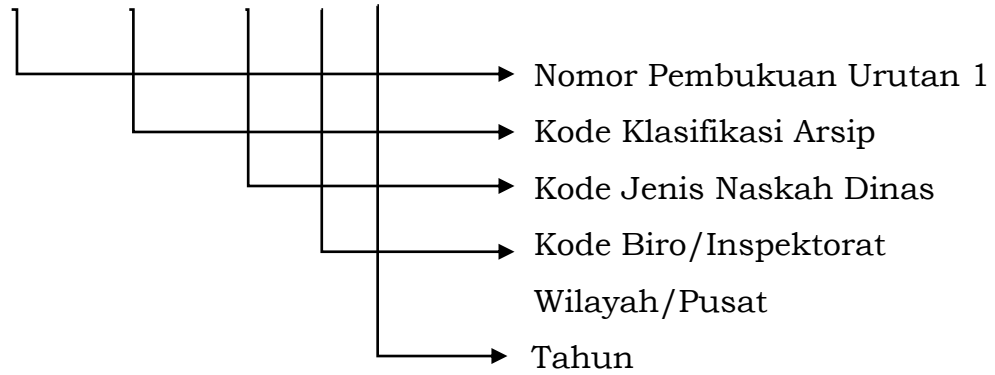 Nomor Pembukuan Urutan 1
Kode Klasifikasi Arsip
Kode Jenis Naskah Dinas
Kode Biro/Inspektorat
Wilayah/Pusat
Tahun